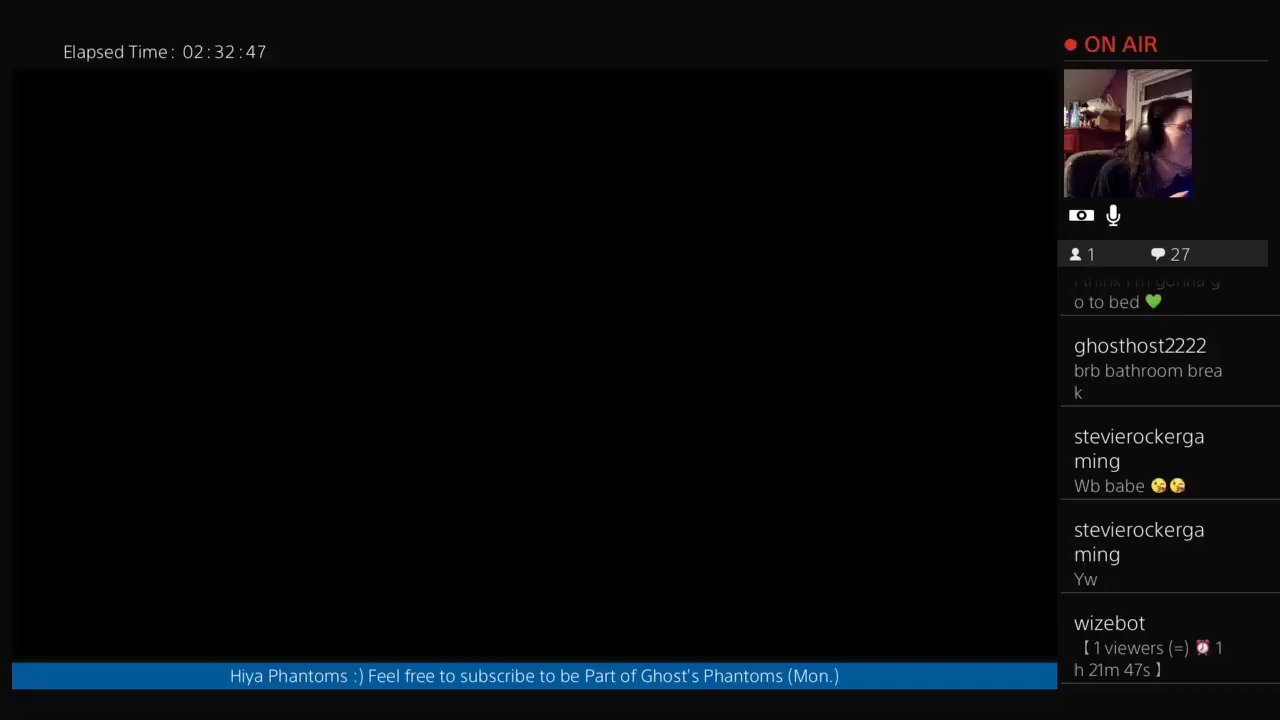 Elapsed Time: 02:32:47
ON AIR
1 27
I think I'm gonna g
o to bed 💚
ghosthost2222
brb bathroom brea
k
stevierockerga
ming
Wb babe 😘😘
stevierockerga
ming
Yw
wizebot
【1 viewers (=) ⏰ 1
h 21m 47s】
Hiya Phantoms :) Feel free to subscribe to be Part of Ghost's Phantoms (Mon.)